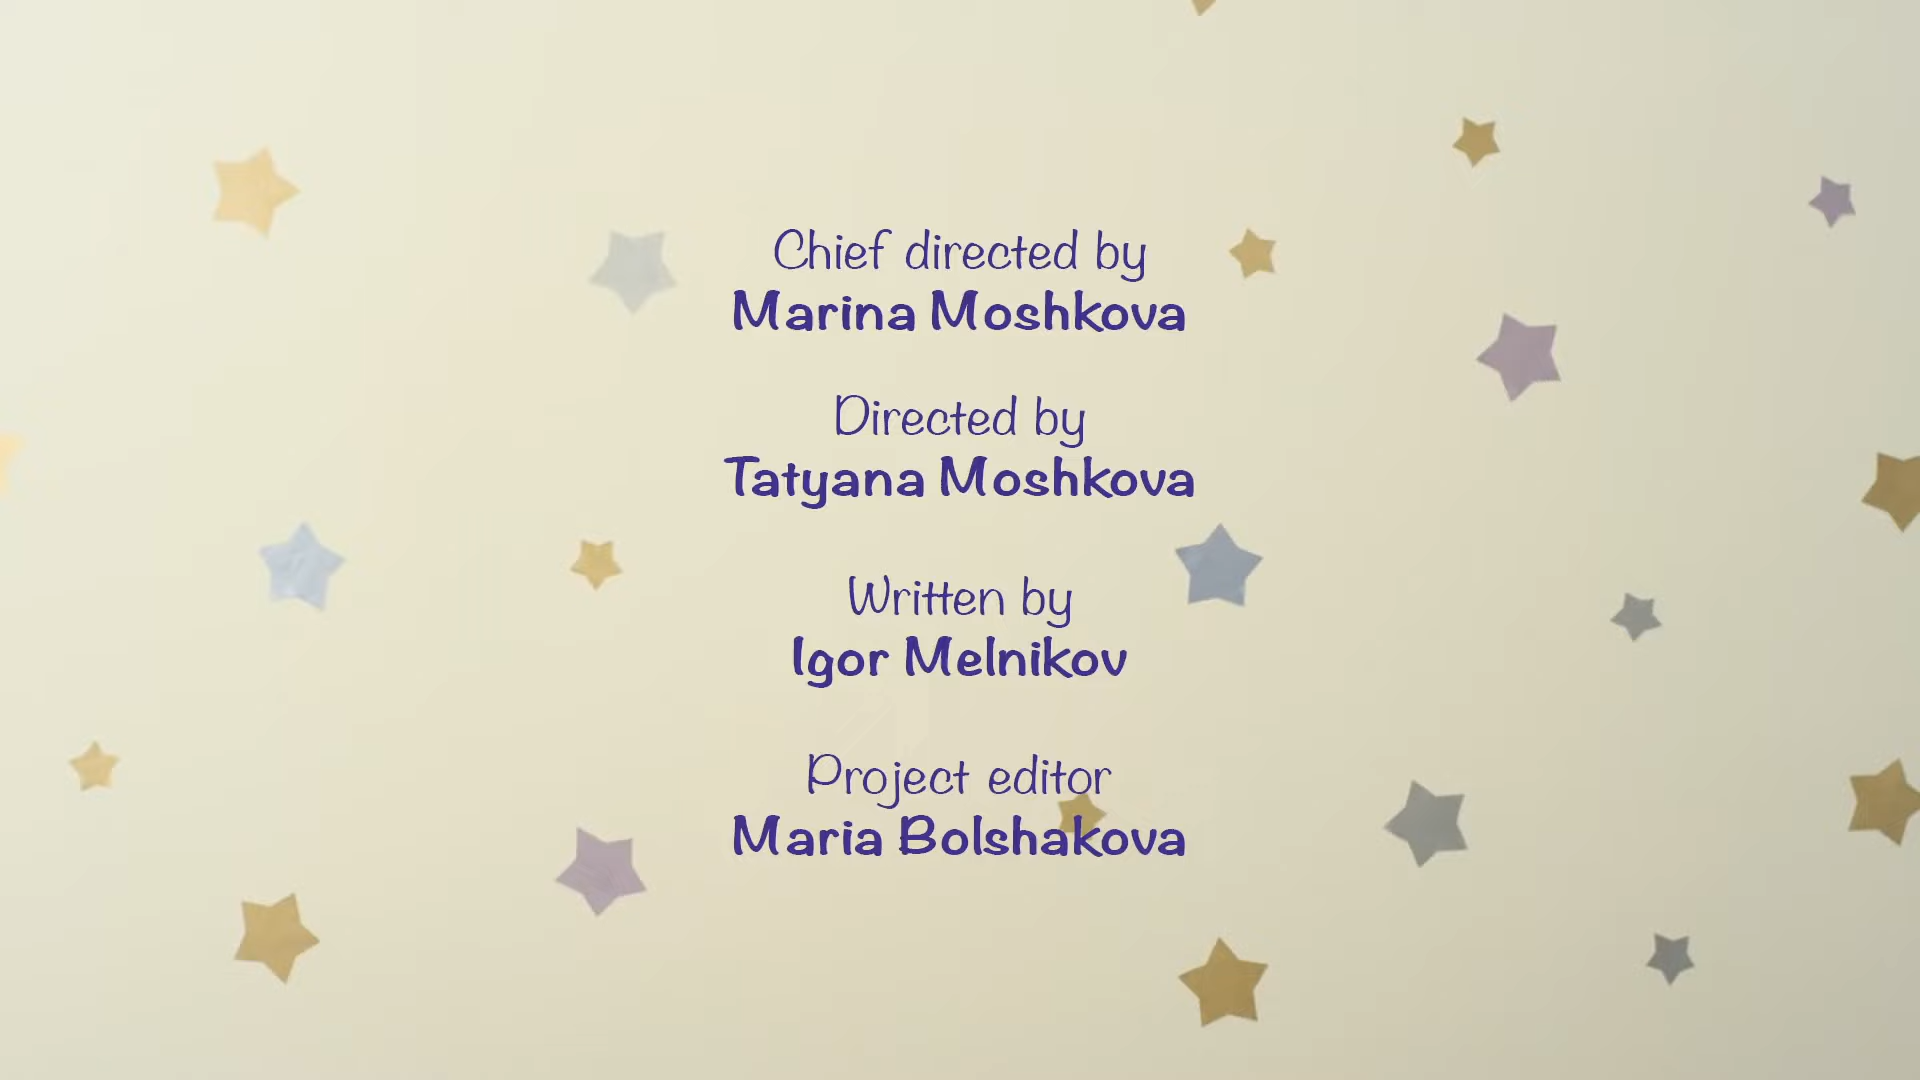 Chief directed by
Marina Moshkova
Directed by
Tatyana Moshkova
Written by
Igor Melnikov
Project editor
Maria Bolshakova